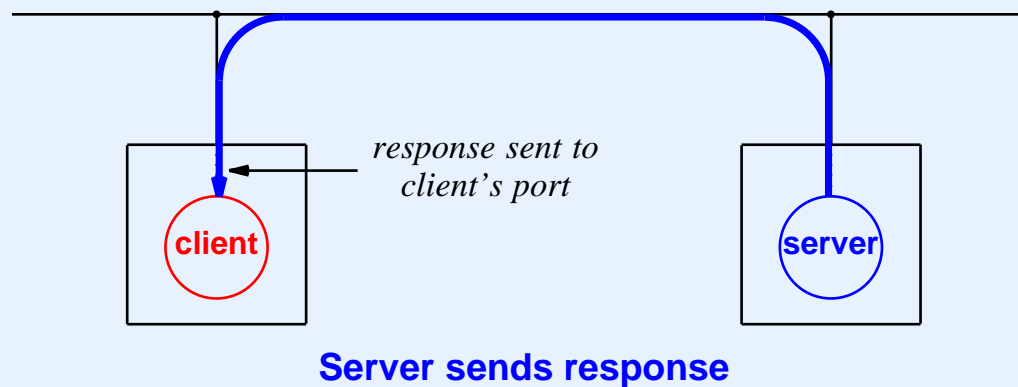 response sent to
client's port
client
server
Server sends response